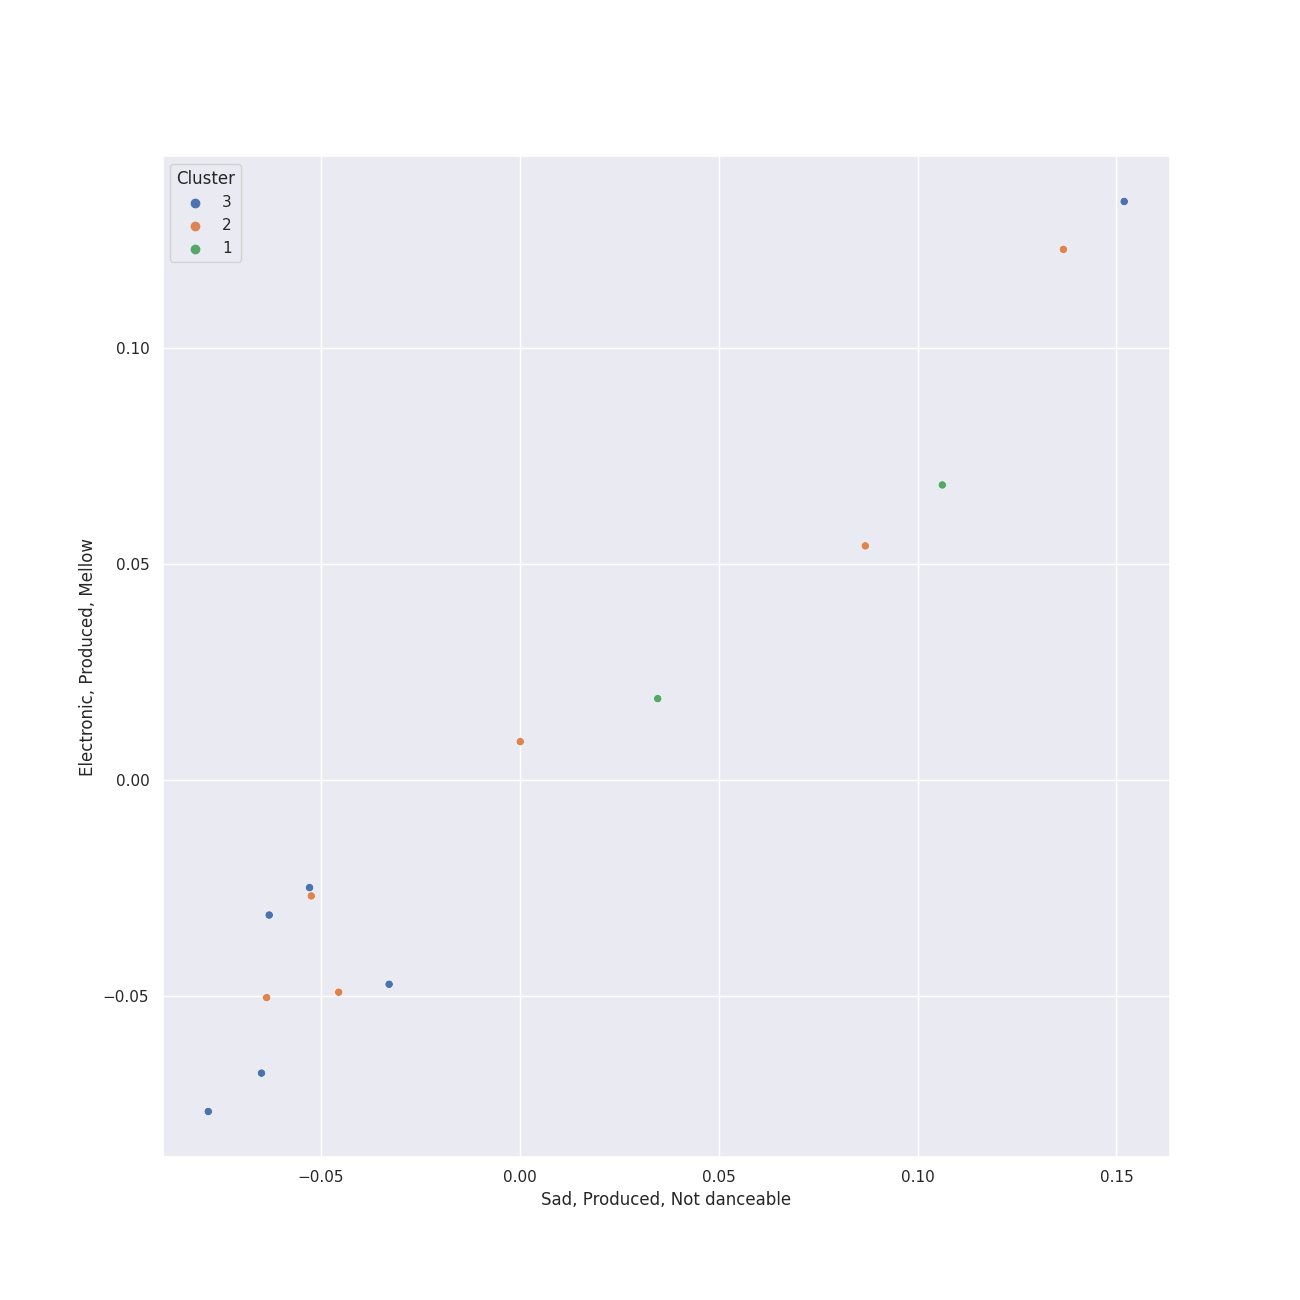 Cluster
3
2
1
0.10
0.05
0.00
−0.05
Electronic, Produced, Mellow
−0.05 0.00 0.05 0.10 0.15
Sad, Produced, Not danceable